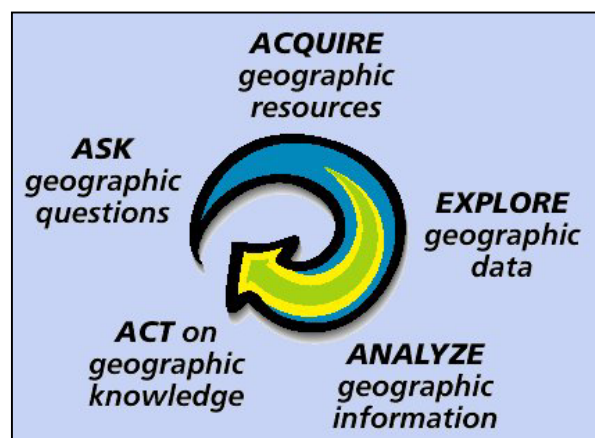 ACQUIRE
geographic
resources
ASK
geographic
questions
EXPLORE
geographic
data
ACT on
geographic
knowledge
ANALYZE
geographic
information